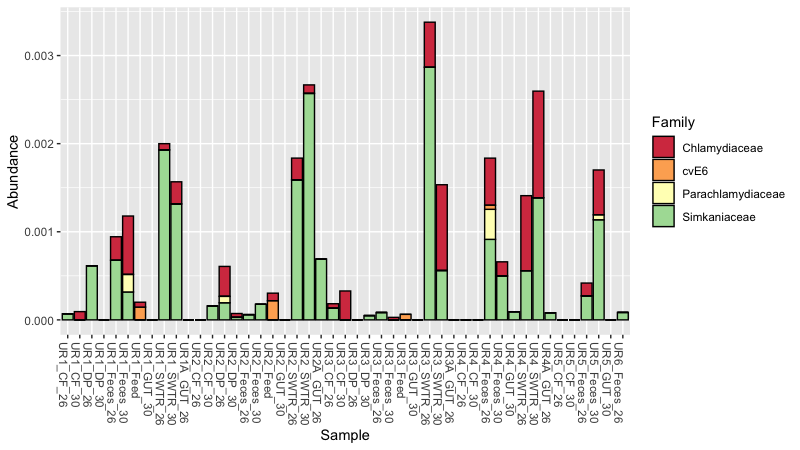 Abundance
0.003
0.002
0.001
0.000
UR1_CF_26
UR1_CF_30
UR1_DP_26
UR1_DP_30
UR1_Feces_26
UR1_Feces_30
UR1_Feed
UR1_GUT_30
UR1_SWTR_26
UR1_SWTR_30
UR1A_GUT_26
UR2_CF_26
UR2_CF_30
UR2_DP_26
UR2_DP_30
UR2_Feces_26
UR2_Feces_30
UR2_Feed
UR2_GUT_30
UR2_SWTR_26
UR2_SWTR_30
UR2A_GUT_26
UR3_CF_26
UR3_CF_30
UR3_DP_26
UR3_DP_30
UR3_Feces_26
UR3_Feces_30
UR3_Feed
UR3_GUT_30
UR3_SWTR_26
UR3_SWTR_30
UR3A_GUT_26
UR4_CF_26
UR4_CF_30
UR4_Feces_26
UR4_Feces_30
UR4_GUT_30
UR4_SWTR_26
UR4_SWTR_30
UR4A_GUT_26
UR5_CF_26
UR5_CF_30
UR5_Feces_26
UR5_Feces_30
UR5_GUT_30
UR6_Feces_26
Sample
Family
Chlamydiaceae
cvE6
Parachlamydiaceae
Simkaniaceae